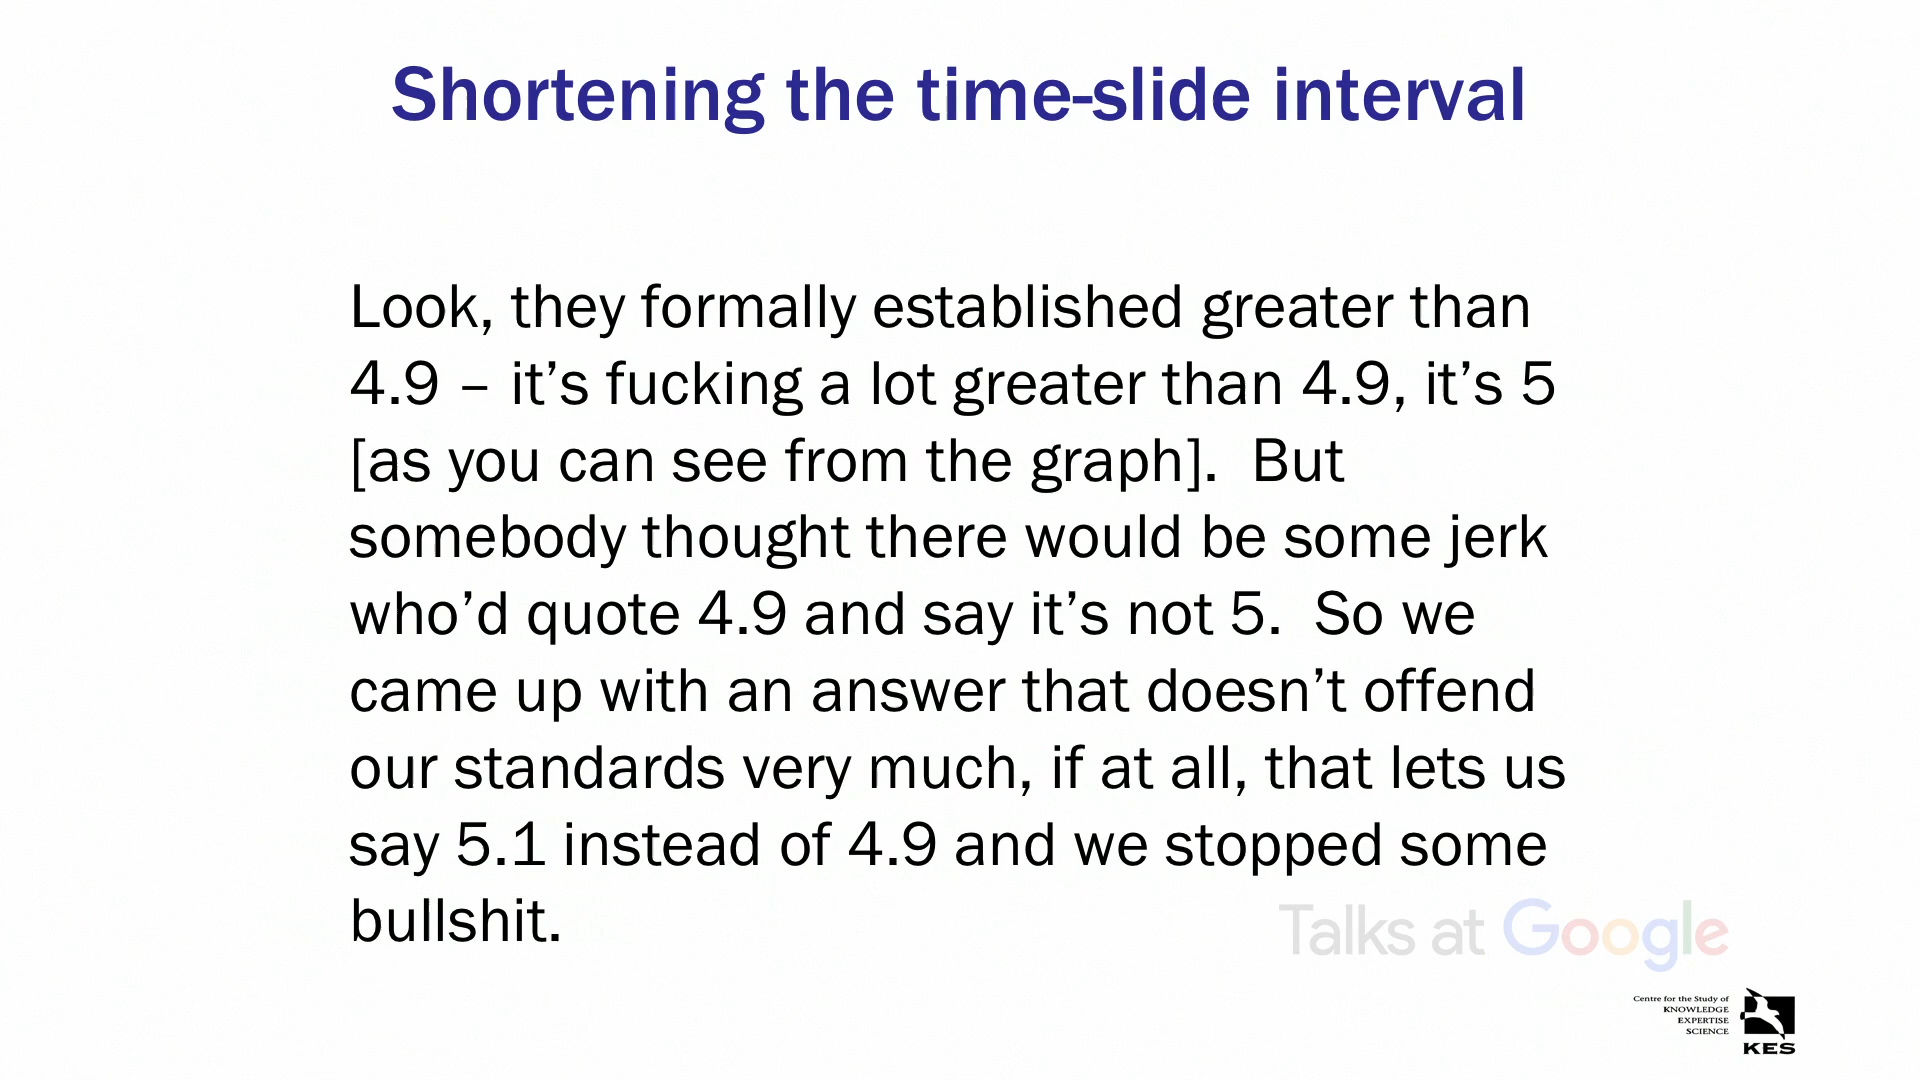 Shortening the time-slide interval
Look, they formally established greater than
4.9 – it’s fucking a lot greater than 4.9, it’s 5
[as you can see from the graph].  But
somebody thought there would be some jerk
who’d quote 4.9 and say it’s not 5.  So we
came up with an answer that doesn’t offend
our standards very much, if at all, that lets us
say 5.1 instead of 4.9 and we stopped some
bullshit.
Talks at Google
Centre for the Study of
KNOWLEDGE
EXPERTISE
SCIENCE
KES